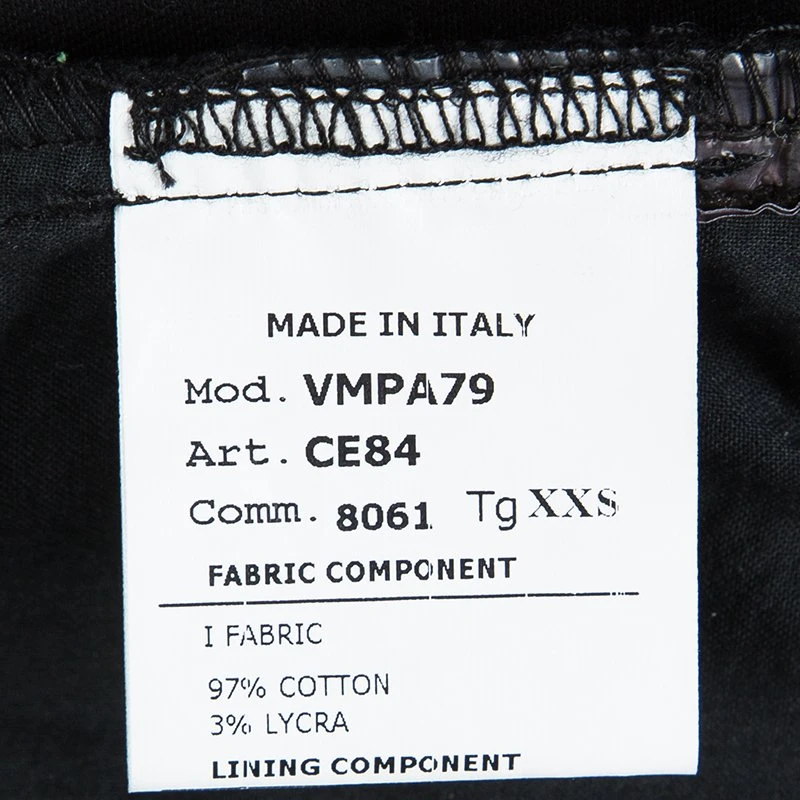 MADE IN ITALY
Mod. VMPA79
Art. CE84
Comm. 8061 Tg XXS
FABRIC COMPONENT
I FABRIC
97% COTTON
3% LYCRA
LINING COMPONENT